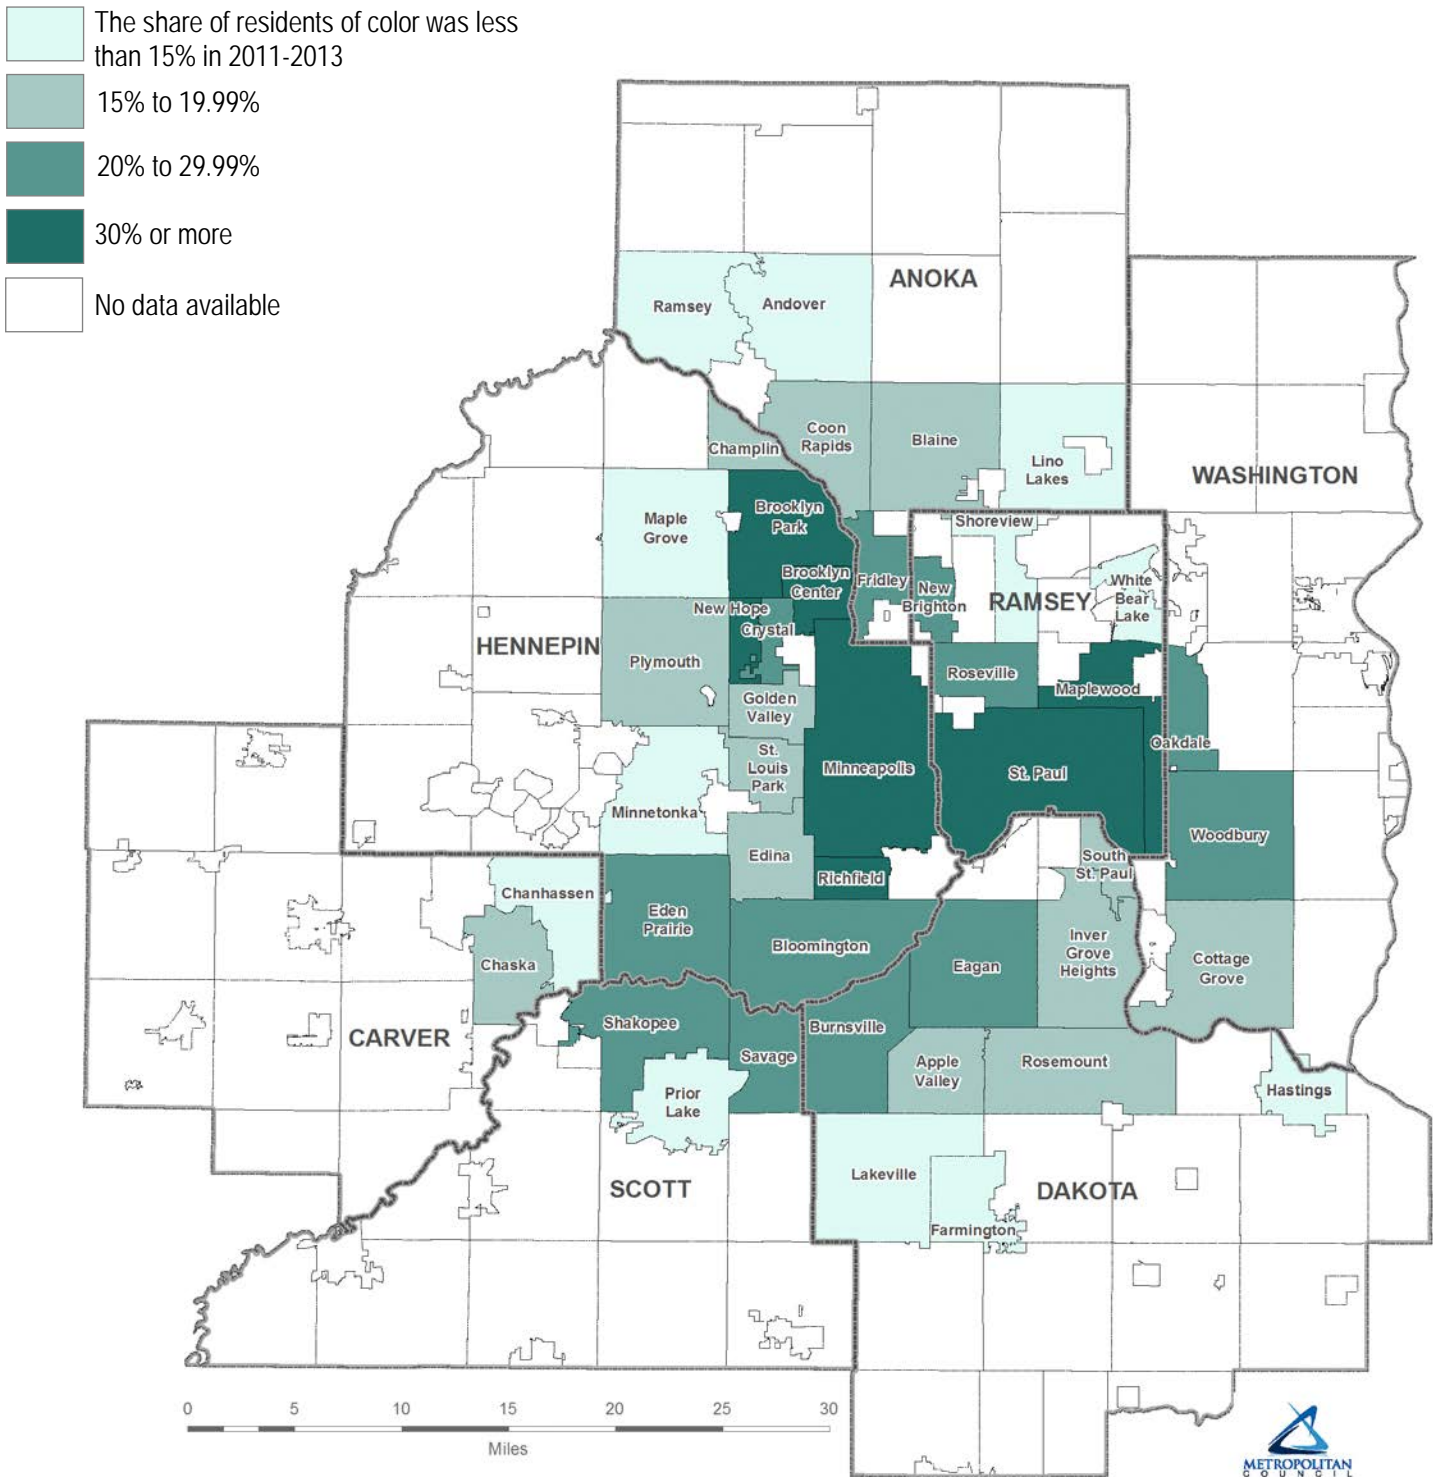 The share of residents of color was less
than 15% in 2011-2013
15% to 19.99%
20% to 29.99%
30% or more
No data available
ANOKA
Ramsey
Andover
Champlin
Coon
Rapids
Blaine
Lino
Lakes
WASHINGTON
Maple
Grove
Brooklyn
Park
Shoreview
Brooklyn
Center
Fridley
New
Brighton
RAMSEY
White
Bear
Lake
New Hope
Crystal
HENNEPIN
Plymouth
Roseville
Maplewood
Golden
Valley
Oakdale
St.
Louis
Park
Minneapolis
St. Paul
Minnetonka
Woodbury
Edina
South
St. Paul
Richfield
Chanhassen
Eden
Prairie
Bloomington
Inver
Grove
Heights
Chaska
Eagan
Cottage
Grove
CARVER
Shakopee
Burnsville
Savage
Apple
Valley
Rosemount
Prior
Lake
Hastings
Lakeville
SCOTT
DAKOTA
Farmington
0 5 10 15 20 25 30
Miles
METROPOLITAN
COUNCIL